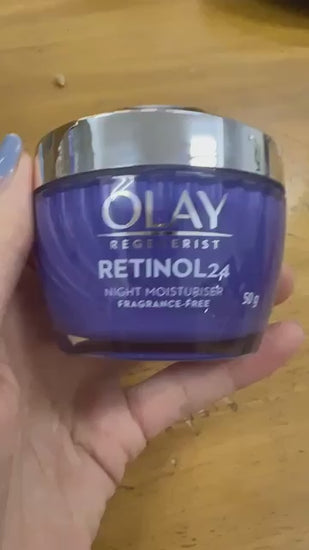 OLAY
REGENERIST
RETINOL24
NIGHT MOISTURISER
FRAGRANCE-FREE
50g